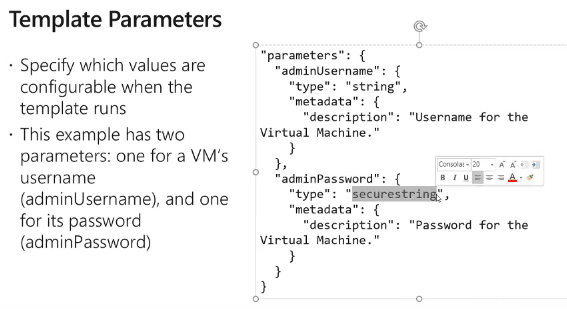 Template Parameters
· Specify which values are
configurable when the
template runs
· This example has two
parameters: one for a VM's
username
(adminUsername), and one
for its password
(adminPassword)
"parameters": {
"adminUsername": {
"type": "string",
"metadata": {
"description": "Username for the
Virtual Machine."
}
},
"adminPassword": {
"type": "securestring",
"metadata": {
"description": "Password for the
Virtual Machine."
}
}
}
Consolas 20 A A
B I U A